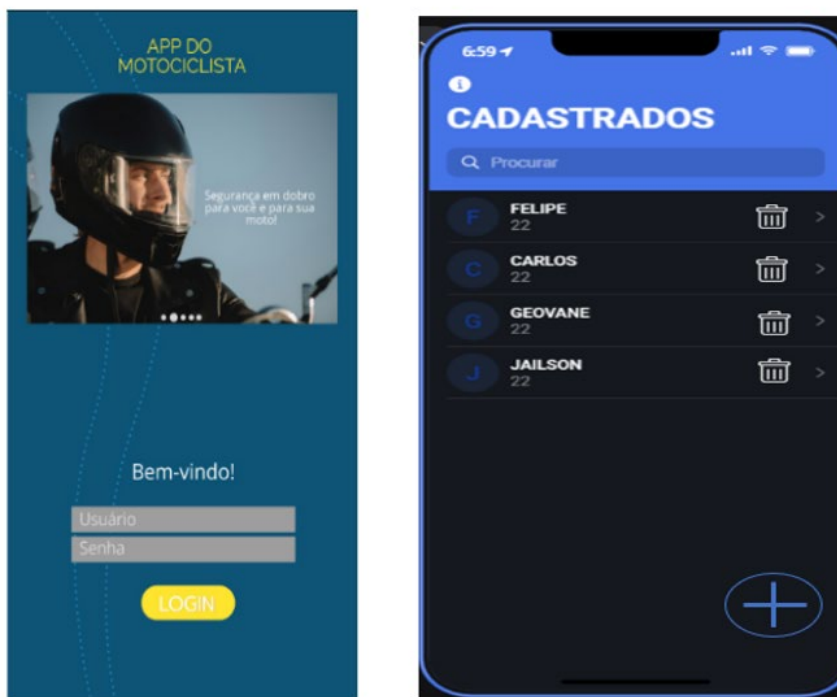 APP DO
MOTOCICLISTA
Segurança em dobro
para você e para sua
moto!
Bem-vindo!
Usuário
Senha
LOGIN
6:59
CADASTRADOS
Procurar
F
FELIPE
22
C
CARLOS
22
G
GEOVANE
22
J
JAILSON
22